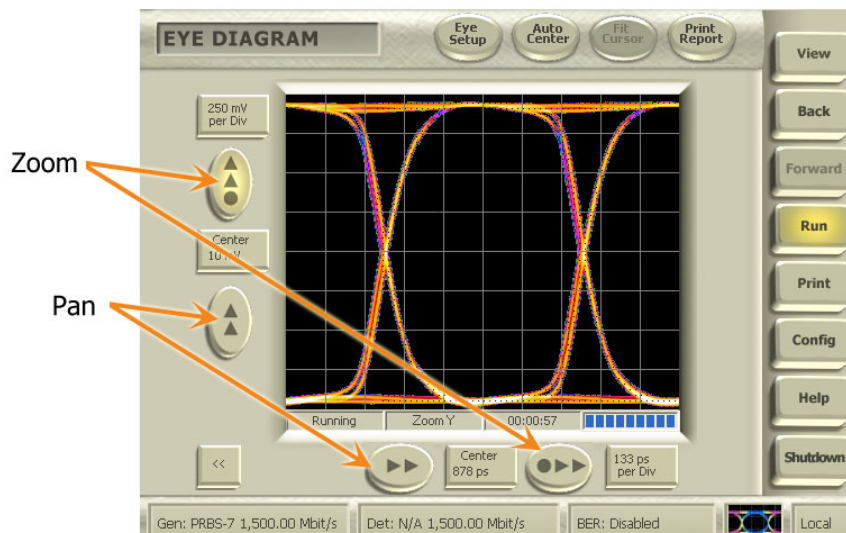 EYE DIAGRAM
Eye
Setup
Auto
Center
Fit
Cursor
Print
Report
View
Back
Forward
Run
Print
Config
Help
Shutdown
250 mV
per Div
Zoom
Center
Pan
Running
Zoom Y
00:00:57
<<
Center
878 ps
133 ps
per Div
Gen: PRBS-7 1,500.00 Mbit/s
Det: N/A 1,500.00 Mbit/s
BER: Disabled
Local